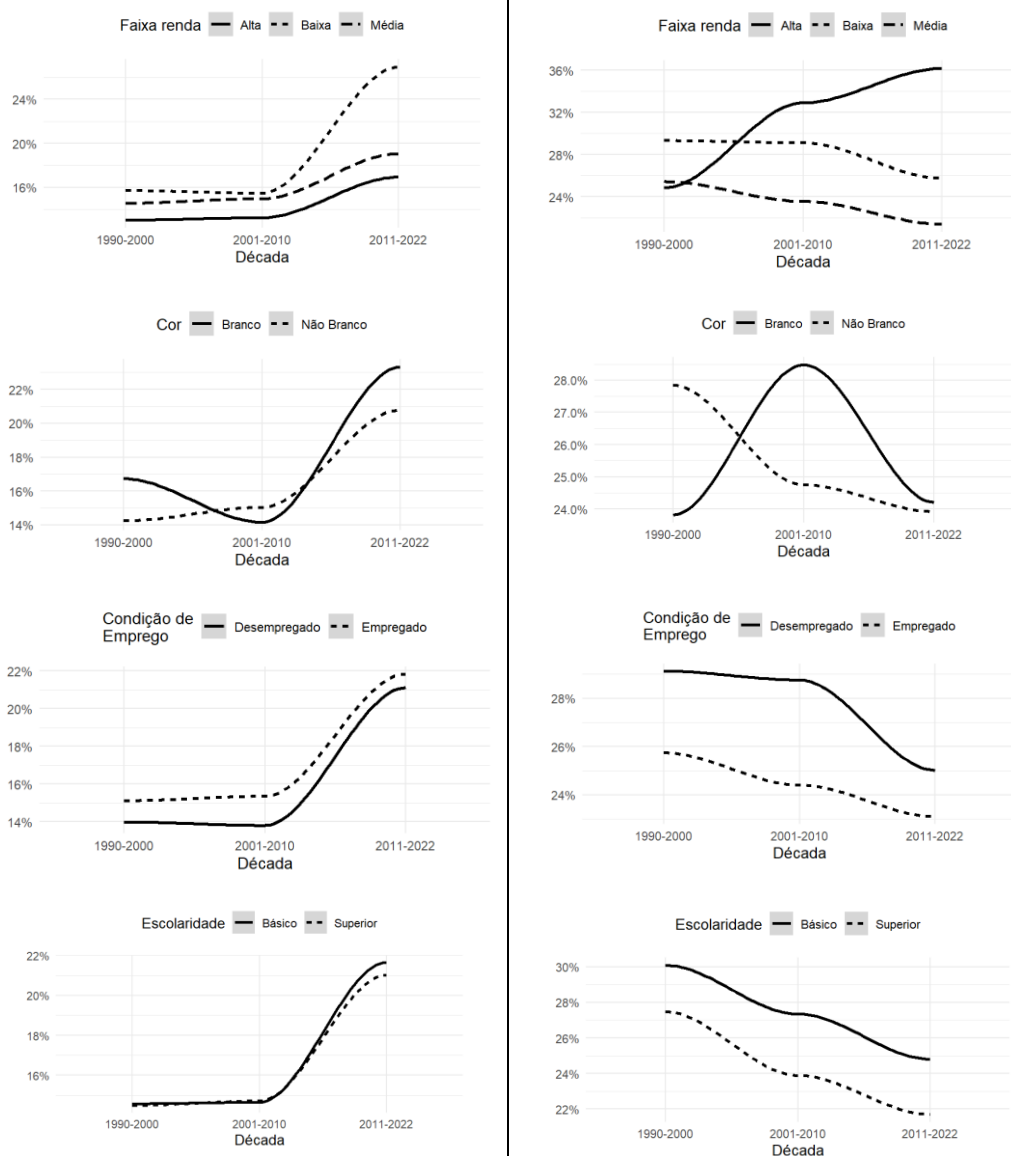 Faixa renda Alta Baixa Média
24%
20%
16%
1990-2000 2001-2010 2011-2022
Década
Cor Branco Não Branco
22%
20%
18%
16%
14%
1990-2000 2001-2010 2011-2022
Década
Condição de
Emprego Desempregado Empregado
22%
20%
18%
16%
14%
1990-2000 2001-2010 2011-2022
Década
Escolaridade Básico Superior
22%
20%
18%
16%
1990-2000 2001-2010 2011-2022
Década
Faixa renda Alta Baixa Média
36%
32%
28%
24%
1990-2000 2001-2010 2011-2022
Década
Cor Branco Não Branco
28.0%
27.0%
26.0%
25.0%
24.0%
1990-2000 2001-2010 2011-2022
Década
Condição de
Emprego Desempregado Empregado
28%
26%
24%
1990-2000 2001-2010 2011-2022
Década
Escolaridade Básico Superior
30%
28%
26%
24%
22%
1990-2000 2001-2010 2011-2022
Década